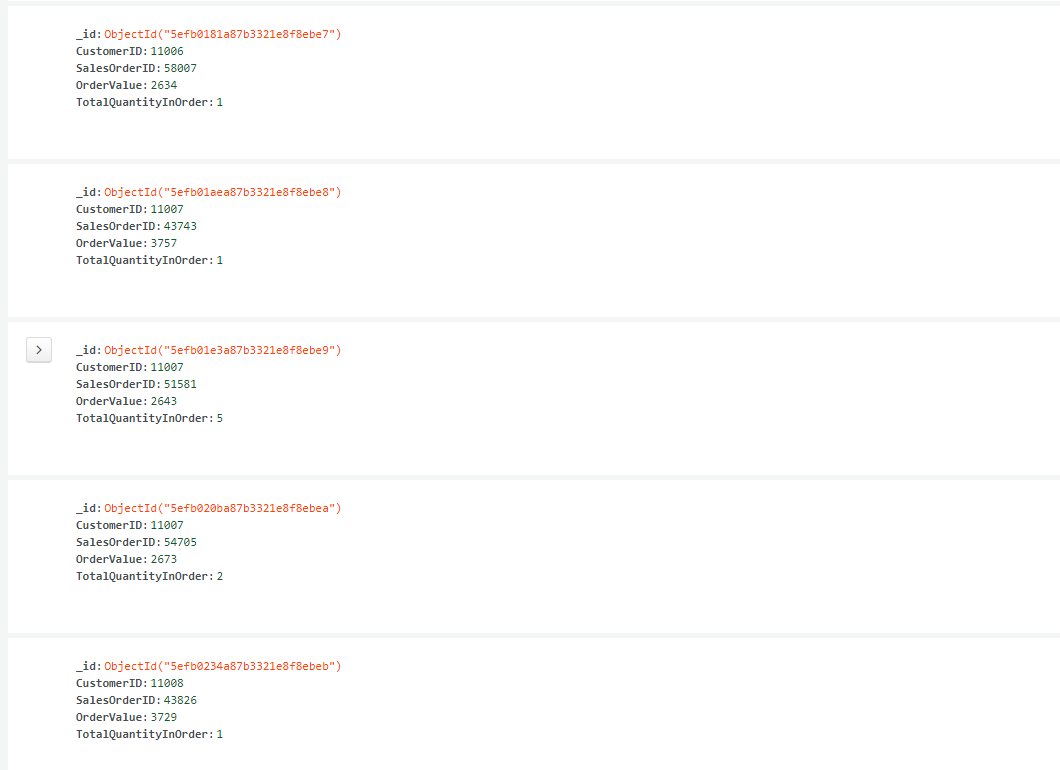 _id: ObjectId("5efb0181a87b3321e8f8ebe7")
CustomerID: 11006
SalesOrderID: 58007
OrderValue: 2634
TotalQuantityInOrder: 1
_id: ObjectId("5efb01aea87b3321e8f8ebe8")
CustomerID: 11007
SalesOrderID: 43743
OrderValue: 3757
TotalQuantityInOrder: 1
_id: ObjectId("5efb01e3a87b3321e8f8ebe9")
CustomerID: 11007
SalesOrderID: 51581
OrderValue: 2643
TotalQuantityInOrder: 5
_id: ObjectId("5efb020ba87b3321e8f8ebea")
CustomerID: 11007
SalesOrderID: 54705
OrderValue: 2673
TotalQuantityInOrder: 2
_id: ObjectId("5efb0234a87b3321e8f8ebeb")
CustomerID: 11008
SalesOrderID: 43826
OrderValue: 3729
TotalQuantityInOrder: 1